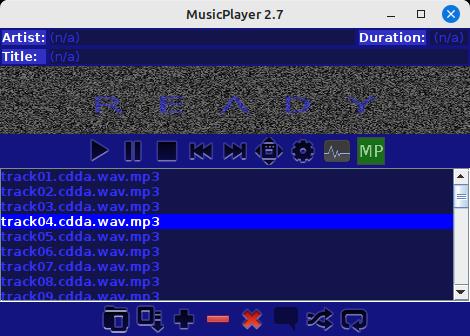 MusicPlayer 2.7
Artist: (n/a) Duration: (n/a)
Title: (n/a)
R E A D Y
MP
track01.cdda.wav.mp3
track02.cdda.wav.mp3
track03.cdda.wav.mp3
track04.cdda.wav.mp3
track05.cdda.wav.mp3
track06.cdda.wav.mp3
track07.cdda.wav.mp3
track08.cdda.wav.mp3
track09.cdda.wav.mp3